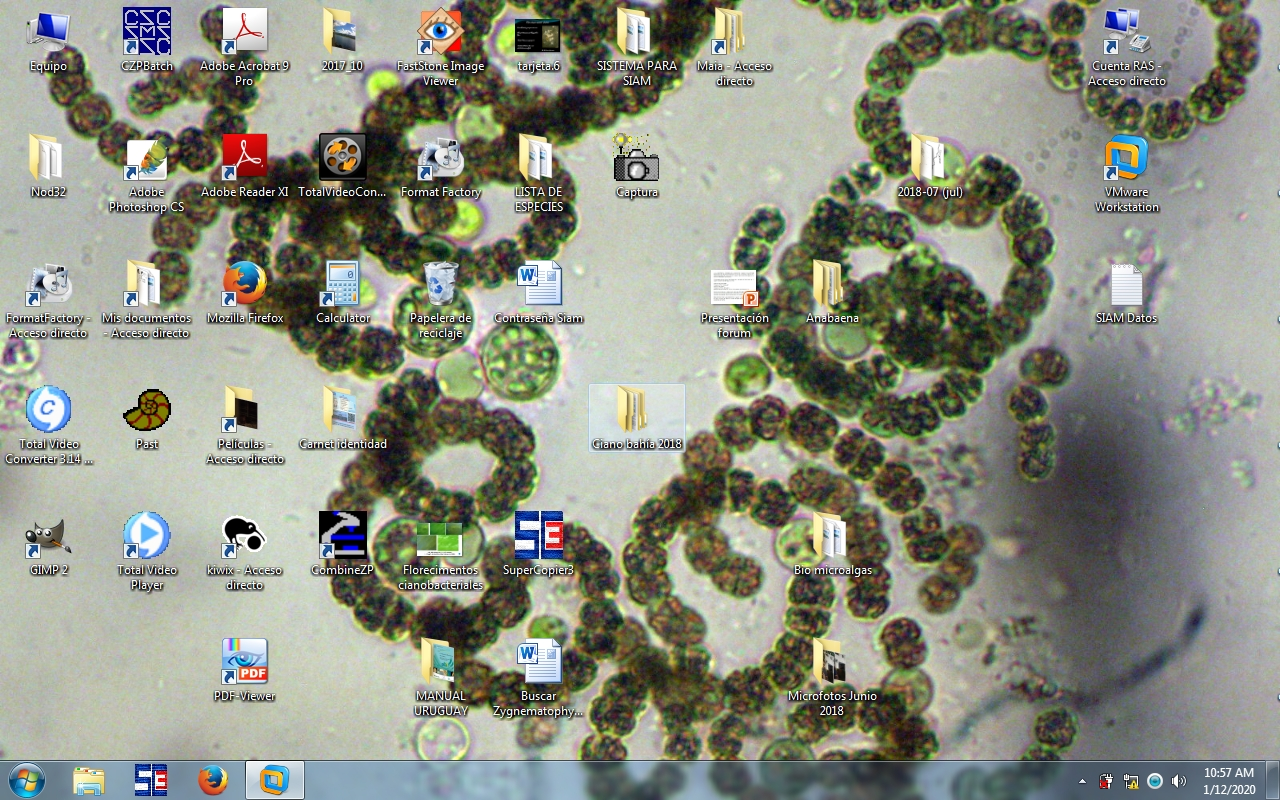 Equipo
CZPBatch
Adobe Acrobat 9
Pro
2017_10
FastStone Image
Viewer
tarjeta.6
SISTEMA PARA
SIAM
Maia - Acceso
directo
Cuenta RAS -
Acceso directo
Nod32
Adobe
Photoshop CS
Adobe Reader XI
TotalVideoCon...
Format Factory
LISTA DE
ESPECIES
Captura
2018-07 (jul)
VMware
Workstation
FormatFactory -
Acceso directo
Mis documentos
- Acceso directo
Mozilla Firefox
Calculator
Papelera de
reciclaje
Contraseña Siam
Presentación
forum
Anabaena
SIAM Datos
Total Video
Converter 3.14 ...
Past
Películas -
Acceso directo
Carnet identidad
Ciano bahía 2018
GIMP 2
Total Video
Player
kiwix - Acceso
directo
CombineZP
Florecimentos
cianobacteriales
SuperCopier3
Bio microalgas
PDF
PDF-Viewer
MANUAL
URUGUAY
Buscar
Zygnematophy...
Microfotos Junio
2018
10:57 AM
1/12/2020